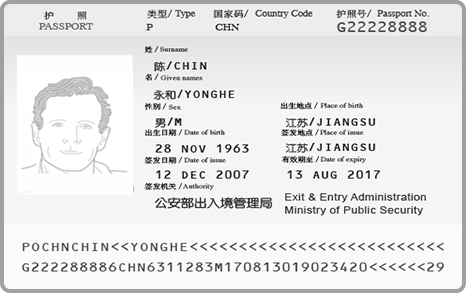 护 照 类型/ Type 国家码/ Country Code 护照号/ Passport No.
PASSPORT P CHN G22228888
姓 / Surname
陈/CHIN
名 / Given names
永和/YONGHE
性别 / Sex 出生地点 / Place of birth
男/M 江苏/JIANGSU
出生日期 / Date of birth 签发地点 / Place of issue
28 NOV 1963 江苏/JIANGSU
签发日期 / Date of issue 有效期至 / Date of expiry
12 DEC 2007 13 AUG 2017
签发机关 / Authority
公安部出入境管理局 Exit & Entry Administration
Ministry of Public Security
POCHNCHIN<<YONGHE<<<<<<<<<<<<<<<<<<<<<<<<<<
G222288886CHN6311283M170813019023420<<<<<<29